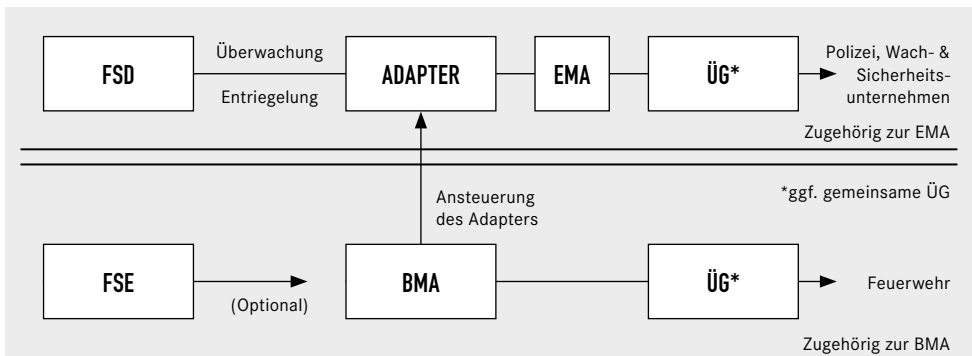 FSD
Überwachung
Entriegelung
ADAPTER
EMA
ÜG*
Polizei, Wach- &
Sicherheits-
unternehmen
Zugehörig zur EMA
*ggf. gemeinsame ÜG
Ansteuerung
des Adapters
FSE
(Optional)
BMA
ÜG*
Feuerwehr
Zugehörig zur BMA